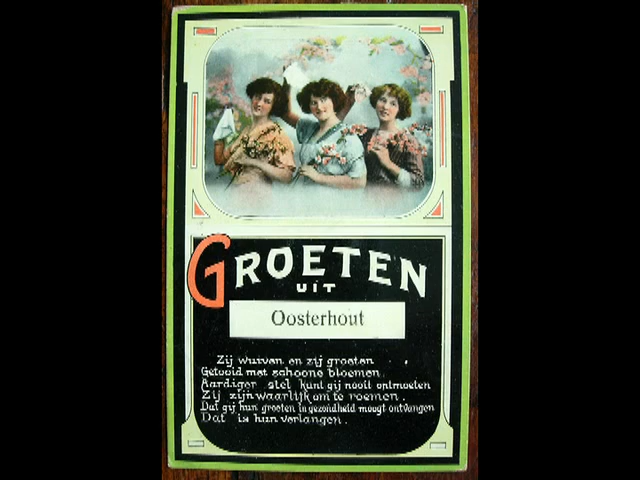 GROETEN
UIT
Oosterhout
Zij wuiven en zij groeten
Getooid met schoone bloemen.
Aardiger stel kunt gij nooit ontmoeten
Zij zijn waarlijk om te roemen.
Dat gij hun groeten in gezondheid moogt ontvangen
Dat is hun verlangen.